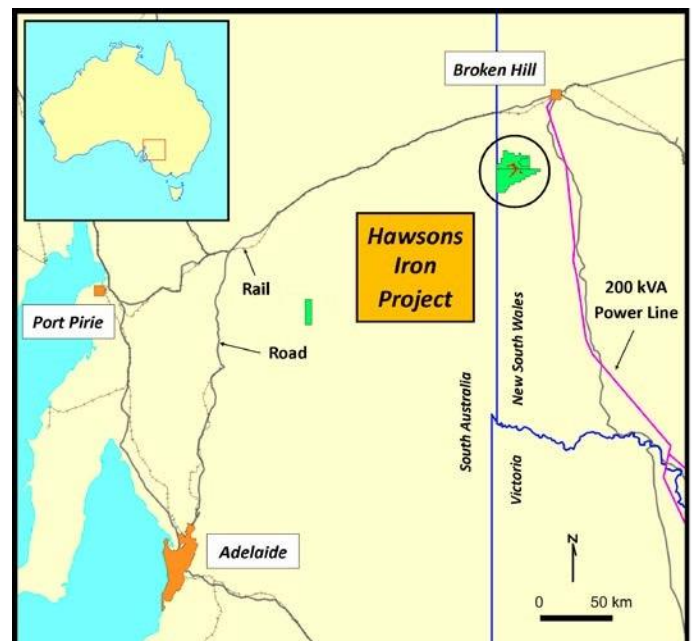 Broken Hill
Hawsons
Iron
Project
Rail
Road
Port Pirie
200 kVA
Power Line
South Australia
New South Wales
Victoria
Adelaide
N
0 50 km